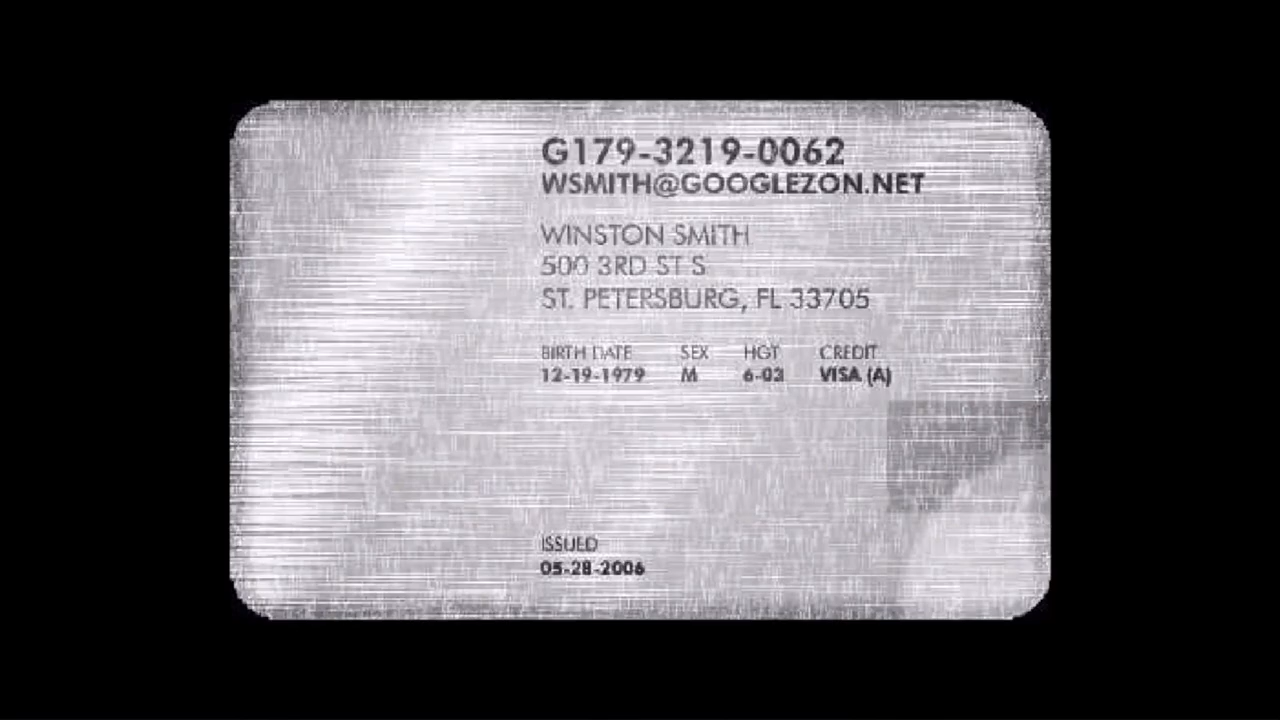 G179-3219-0062
WSMITH@GOOGLEZON.NET
WINSTON SMITH
500 3RD ST S
ST. PETERSBURG, FL 33705
BIRTH DATE SEX HGT CREDIT
12-19-1979 M 6-03 VISA (A)
ISSUED
05-28-2006